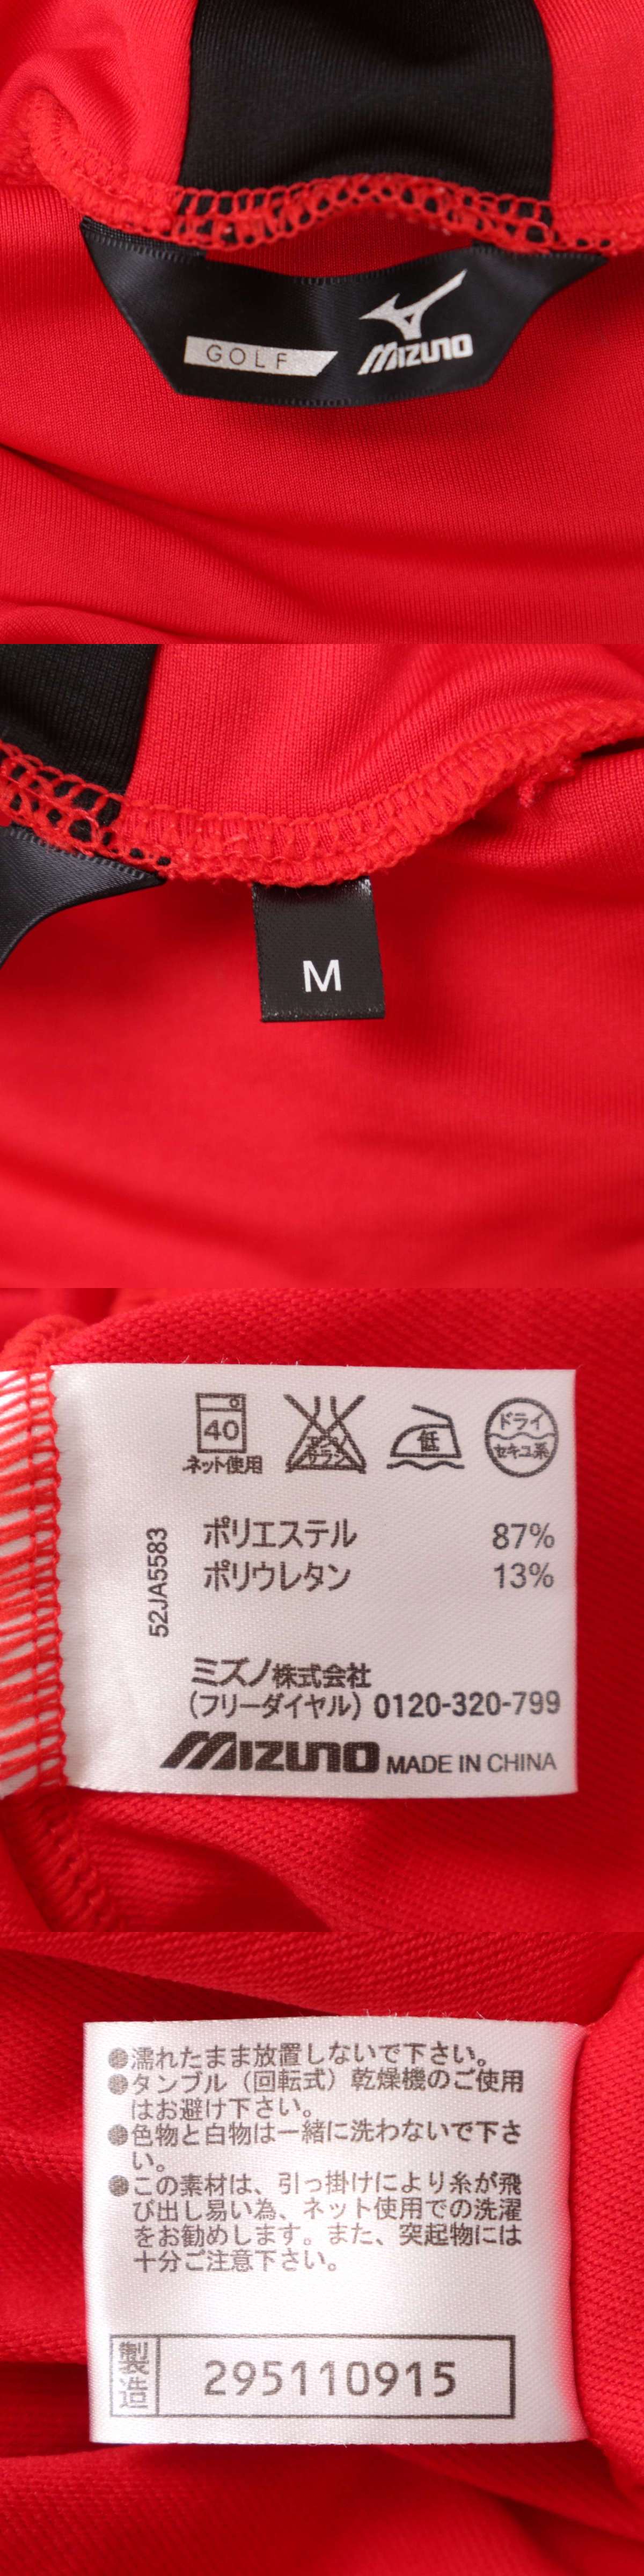 GOLF
MIZUNO
M
40
ネット使用
エンソ
サラシ
低
ドライ
セキユ系
ポリエステル 87%
ポリウレタン 13%
52JA5583
ミズノ株式会社
(フリーダイヤル) 0120-320-799
MIZUNO MADE IN CHINA
●濡れたまま放置しないで下さい。
●タンブル(回転式)乾燥機のご使用
はお避け下さい。
●色物と白物は一緒に洗わないで下さ
い。
●この素材は、引っ掛けにより糸が飛
び出し易い為、ネット使用での洗濯
をお勧めします。また、突起物には
十分ご注意下さい。
製造 295110915